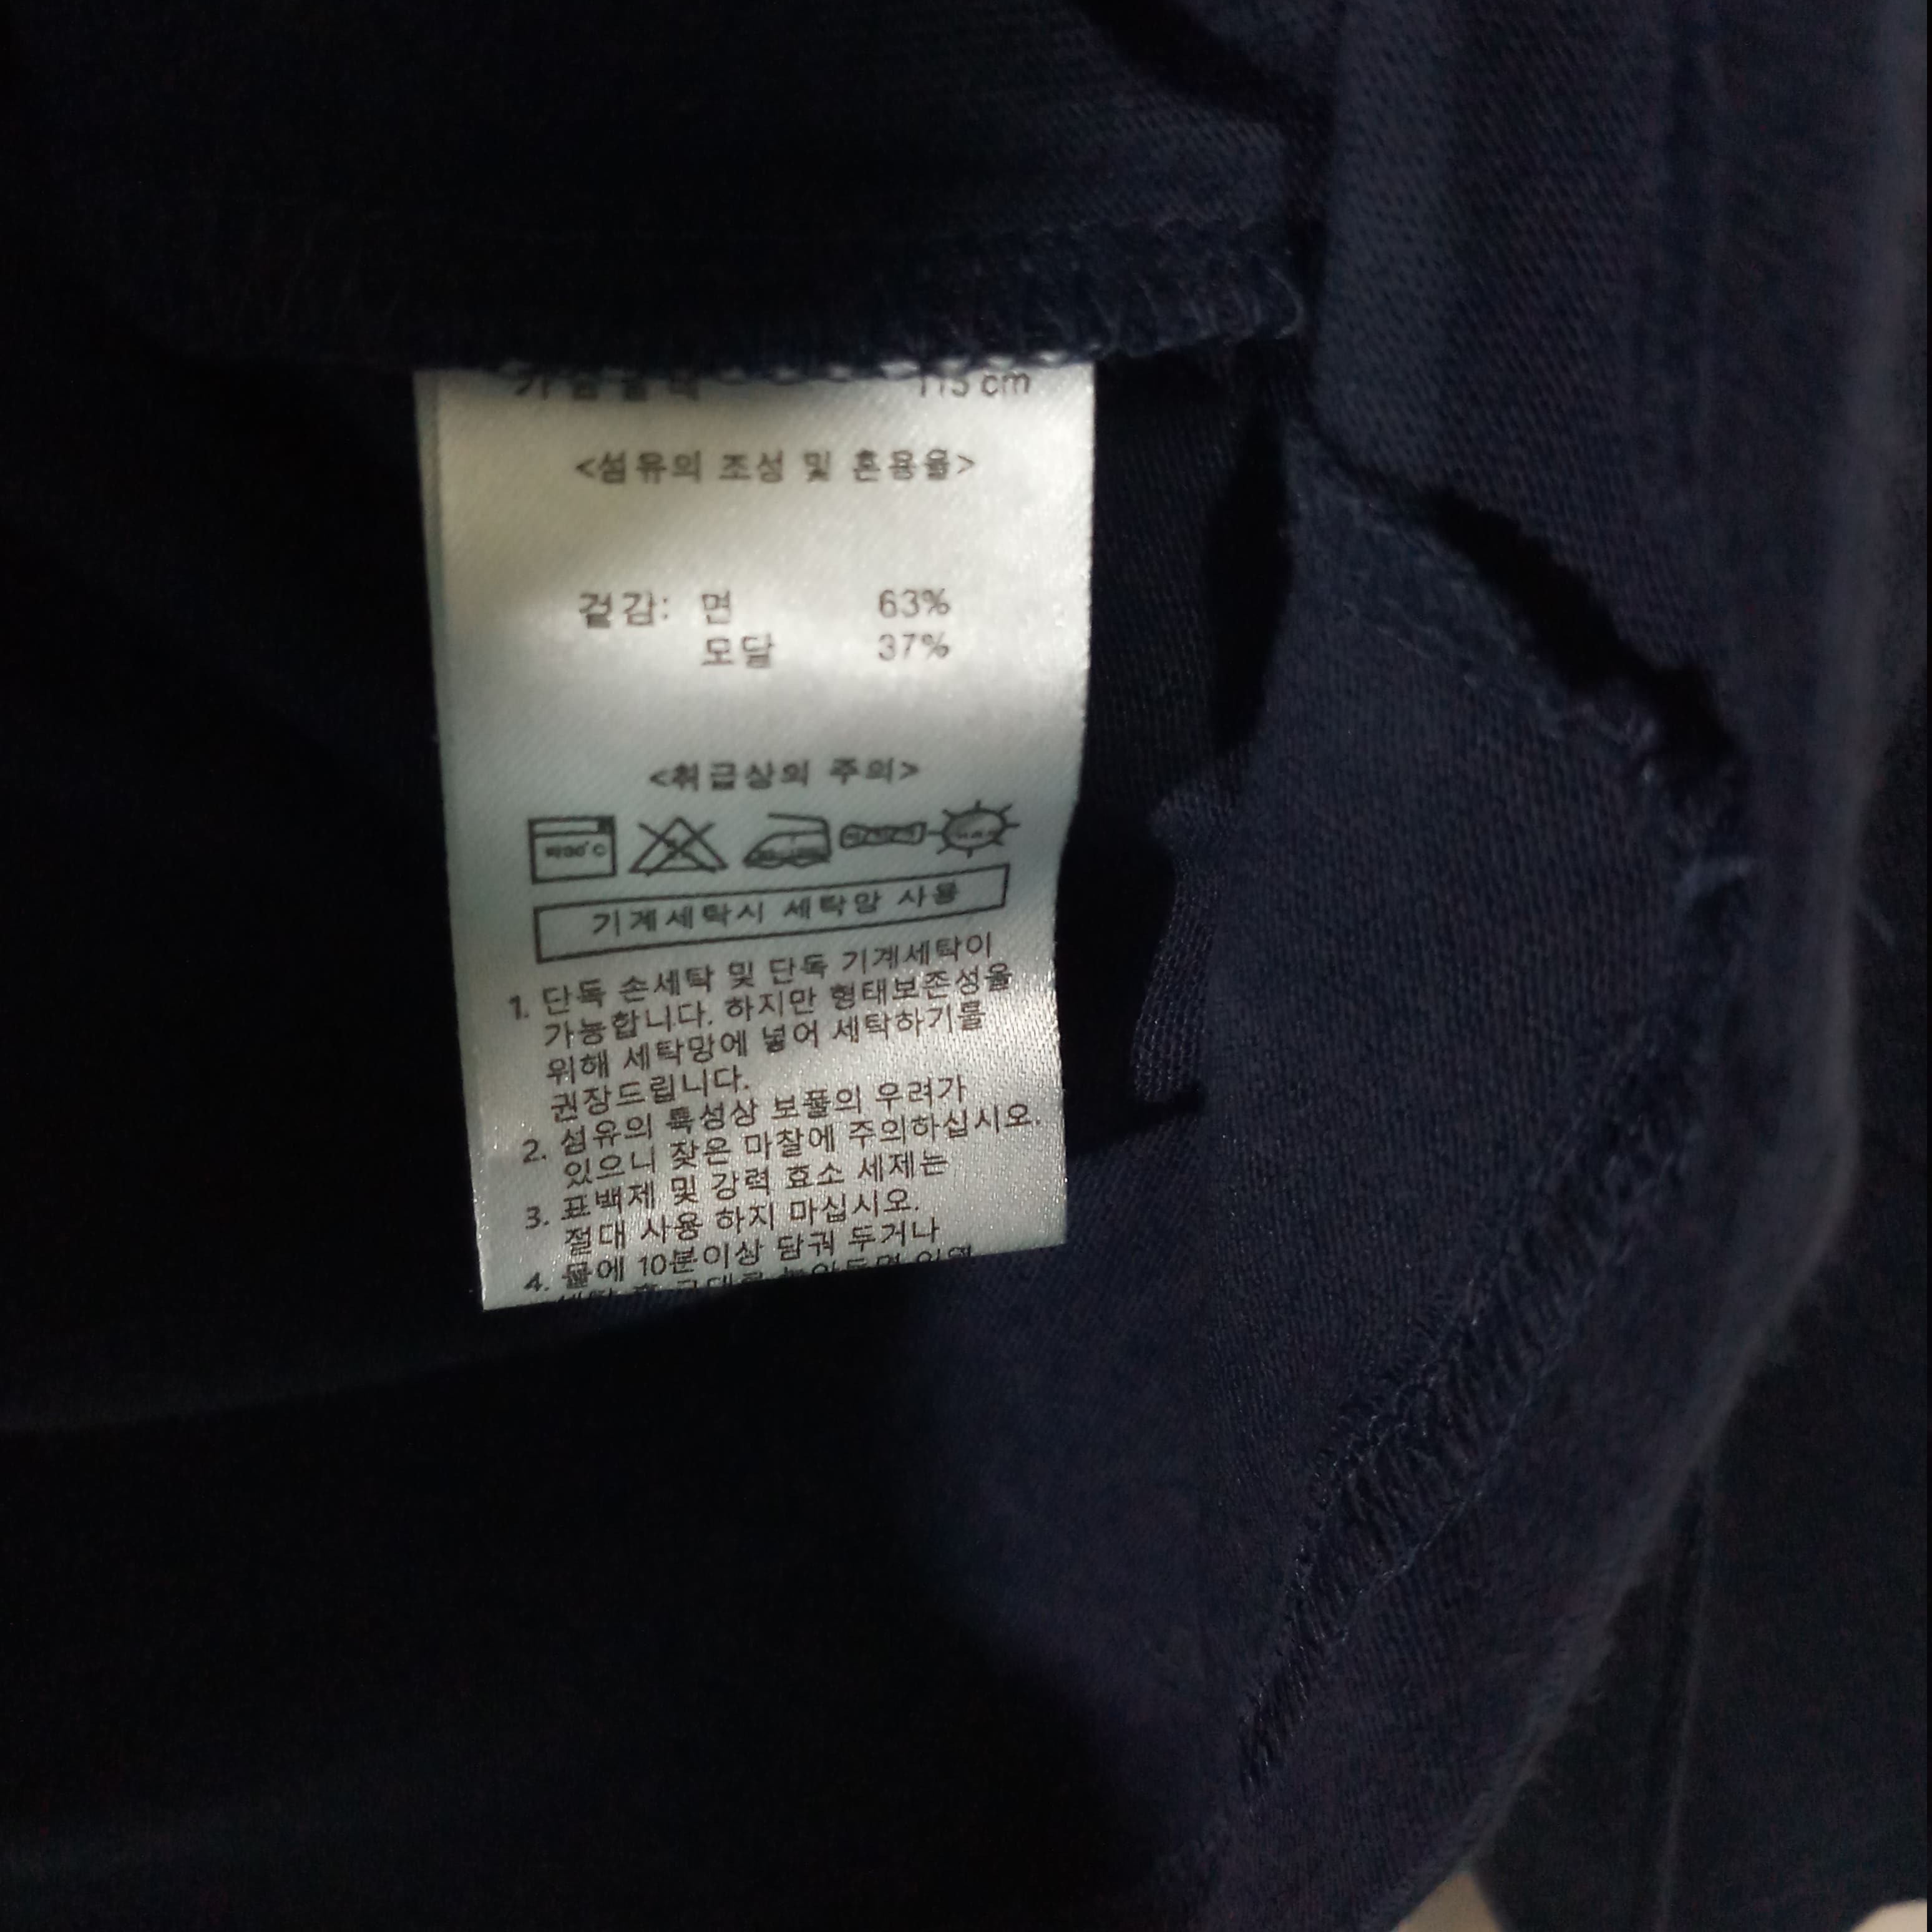 가슴둘레 115 cm
<섬유의 조성 및 혼용율>
겉감: 면 63%
모달 37%
<취급상의 주의>
기계세탁시 세탁망 사용
1. 단독 손세탁 및 단독 기계세탁이
가능합니다. 하지만 형태보존성을
위해 세탁망에 넣어 세탁하기를
권장드립니다.
2. 섬유의 특성상 보풀의 우려가
있으니 잦은 마찰에 주의하십시오.
3. 표백제 및 강력 효소 세제는
절대 사용 하지 마십시오.
4. 물에 10분이상 담궈 두거나